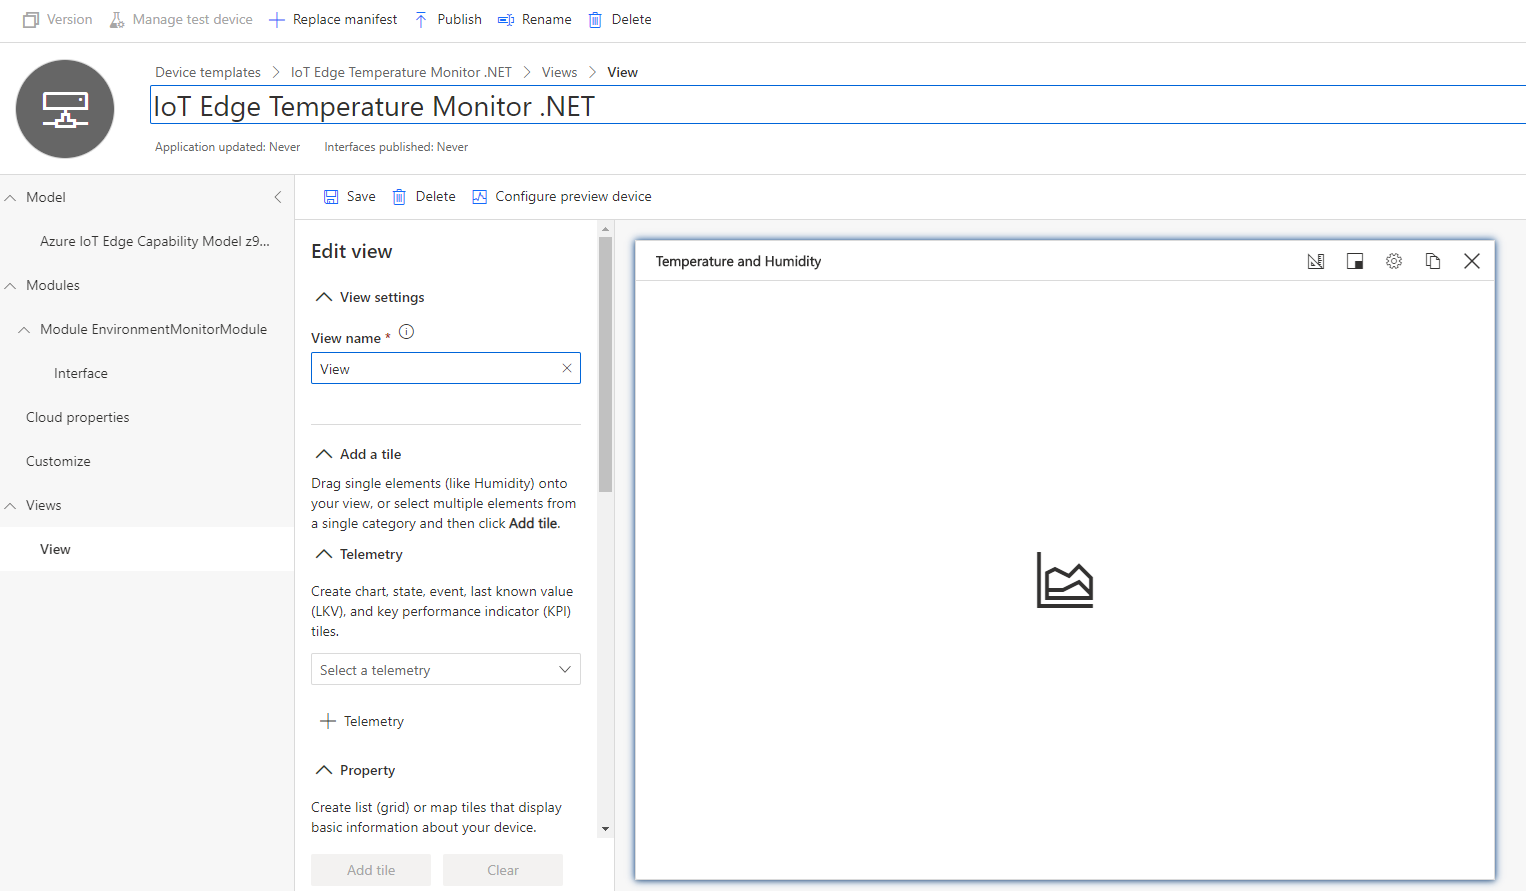 Version Manage test device Replace manifest Publish Rename Delete
Device templates IoT Edge Temperature Monitor .NET Views View
IoT Edge Temperature Monitor .NET
Application updated: Never Interfaces published: Never
Model
Azure IoT Edge Capability Model z9...
Modules
Module EnvironmentMonitorModule
Interface
Cloud properties
Customize
Views
View
Save Delete Configure preview device
Edit view
View settings
View name *
View
Add a tile
Drag single elements (like Humidity) onto
your view, or select multiple elements from
a single category and then click Add tile.
Telemetry
Create chart, state, event, last known value
(LKV), and key performance indicator (KPI)
tiles.
Select a telemetry
Telemetry
Property
Create list (grid) or map tiles that display
basic information about your device.
Add tile Clear
Temperature and Humidity